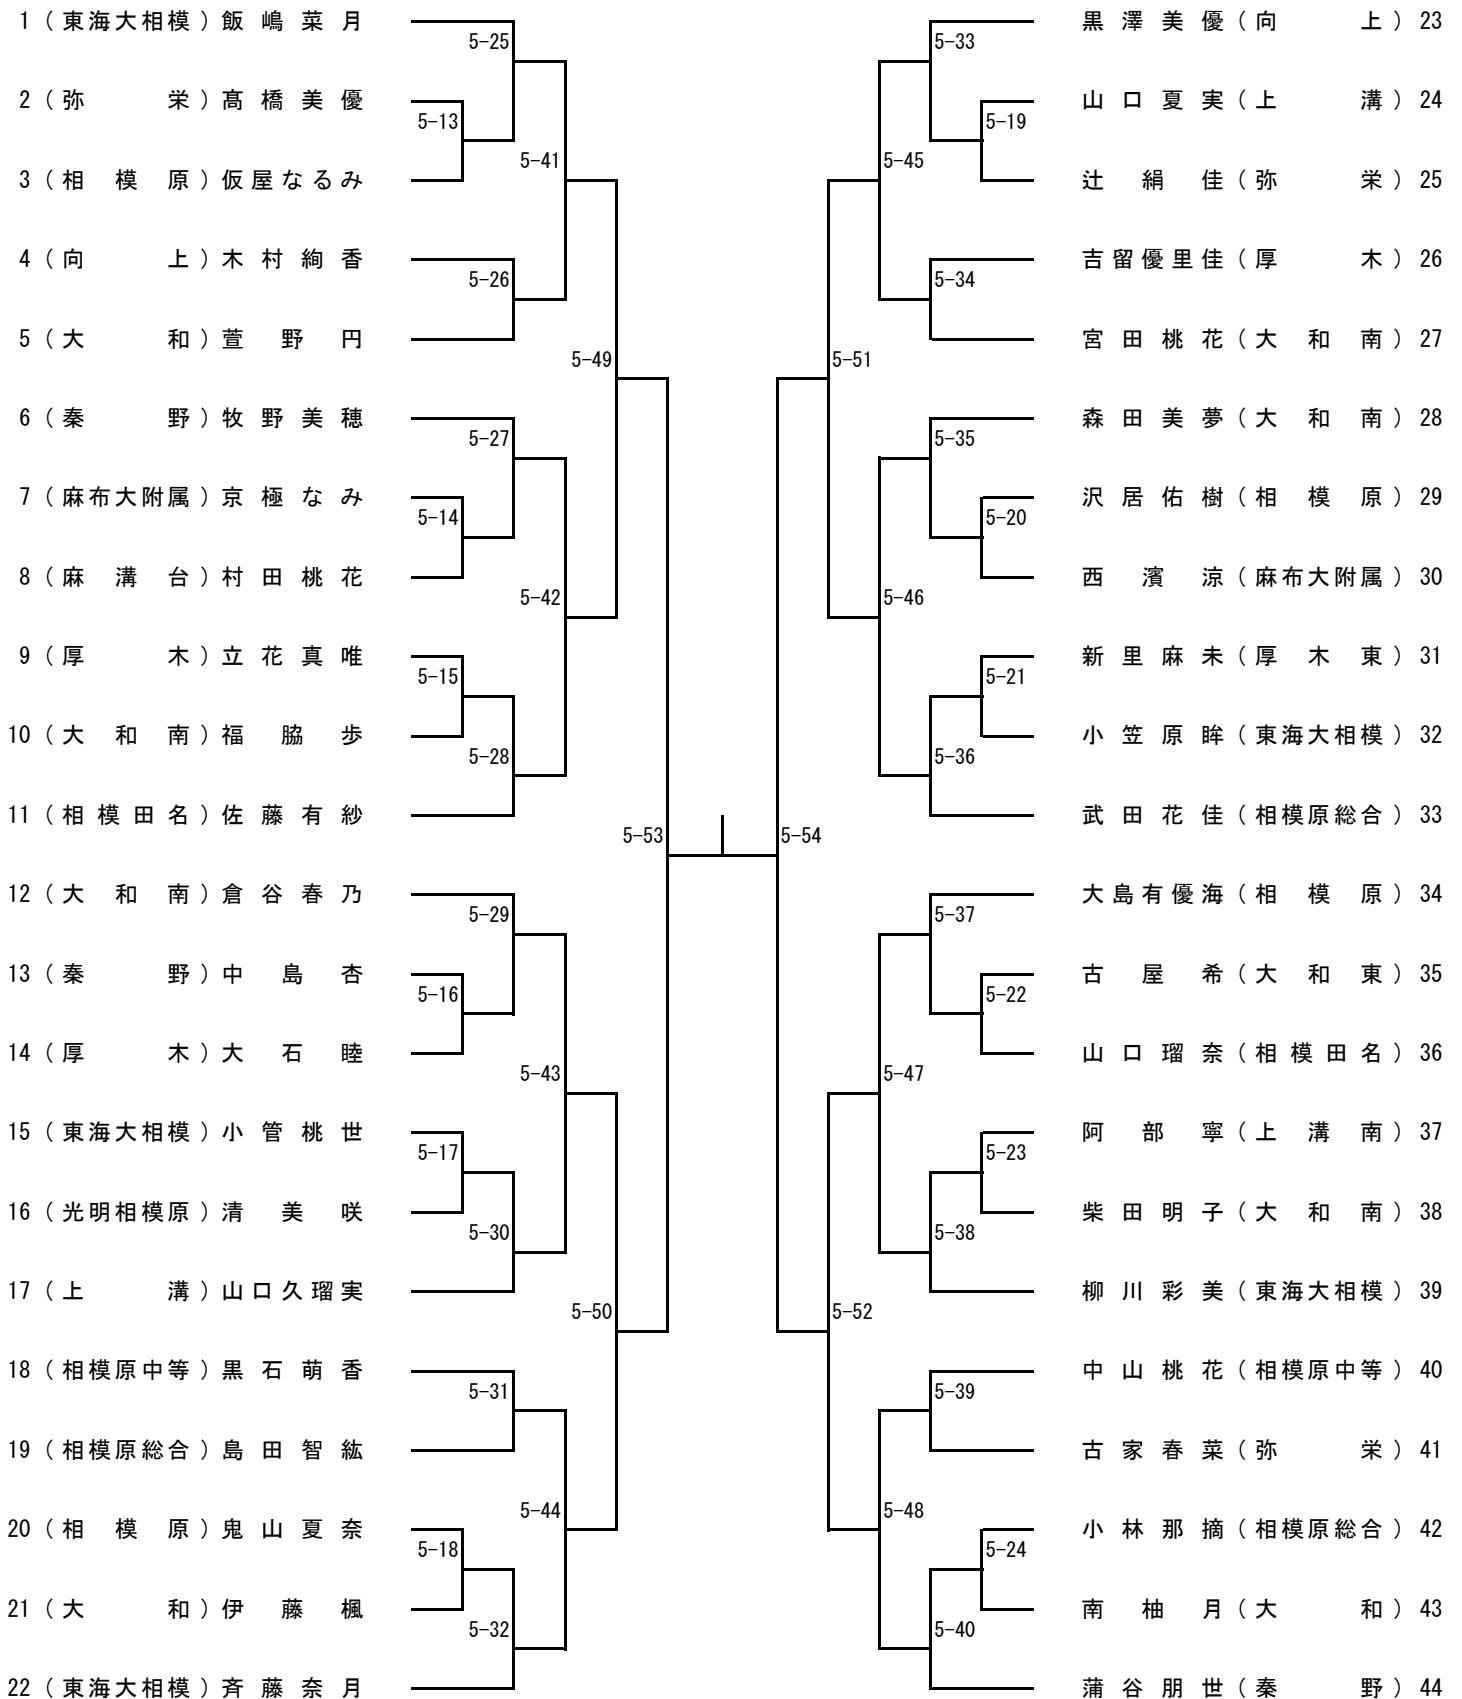 1（東海大相模）飯嶋菜月 黒澤美優（向上）23
5-25 5-33
2（弥栄）髙橋美優 山口夏実（上溝）24
5-13 5-19
5-41 5-45
3（相模原）仮屋なるみ 辻絹佳（弥栄）25
4（向上）木村絢香 吉留優里佳（厚木）26
5-26 5-34
5（大和）萱野円 宮田桃花（大和南）27
5-49 5-51
6（秦野）牧野美穂 森田美夢（大和南）28
5-27 5-35
7（麻布大附属）京極なみ 沢居佑樹（相模原）29
5-14 5-20
8（麻溝台）村田桃花 西濱涼（麻布大附属）30
5-42 5-46
9（厚木）立花真唯 新里麻未（厚木東）31
5-15 5-21
10（大和南）福脇歩 小笠原眸（東海大相模）32
5-28 5-36
11（相模田名）佐藤有紗 武田花佳（相模原総合）33
5-53 5-54
12（大和南）倉谷春乃 大島有優海（相模原）34
5-29 5-37
13（秦野）中島杏 古屋希（大和東）35
5-16 5-22
14（厚木）大石睦 山口瑠奈（相模田名）36
5-43 5-47
15（東海大相模）小管桃世 阿部寧（上溝南）37
5-17 5-23
16（光明相模原）清美咲 柴田明子（大和南）38
5-30 5-38
17（上溝）山口久瑠実 柳川彩美（東海大相模）39
5-50 5-52
18（相模原中等）黒石萌香 中山桃花（相模原中等）40
5-31 5-39
19（相模原総合）島田智紘 古家春菜（弥栄）41
5-44 5-48
20（相模原）鬼山夏奈 小林那摘（相模原総合）42
5-18 5-24
21（大和）伊藤楓 南柚月（大和）43
5-32 5-40
22（東海大相模）斉藤奈月 蒲谷朋世（秦野）44